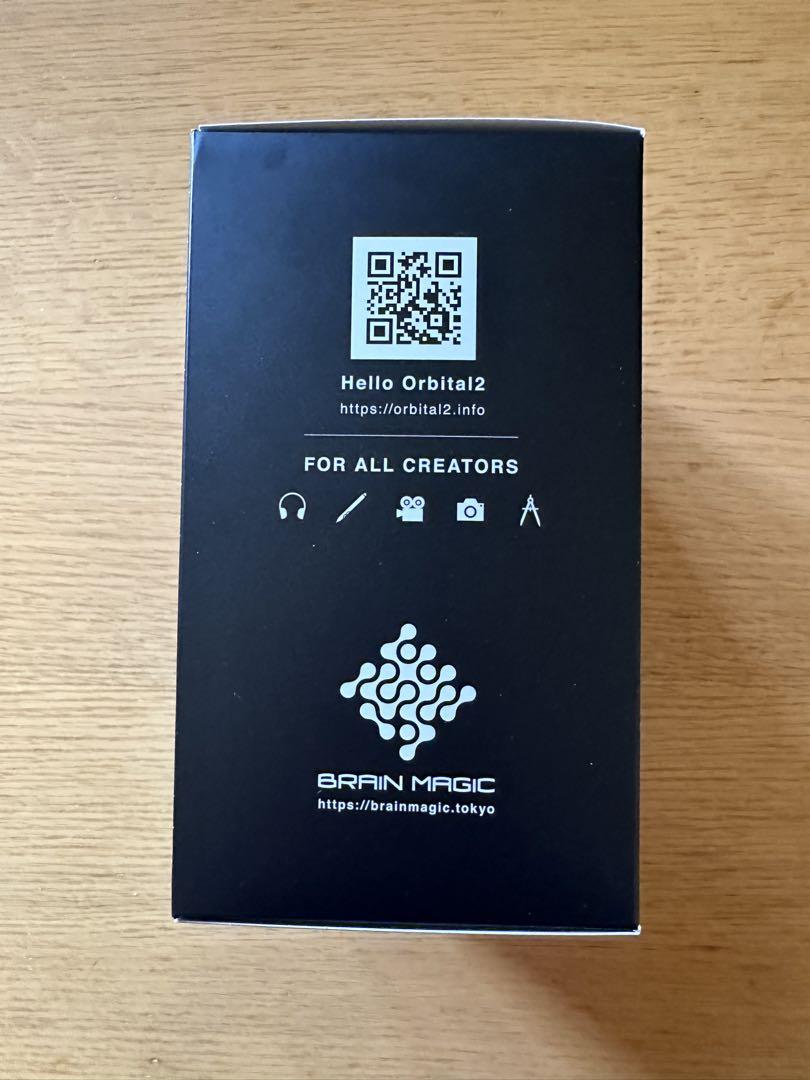 Hello Orbital2
https://orbital2.info
FOR ALL CREATORS
BRAIN MAGIC
https://brainmagic.tokyo